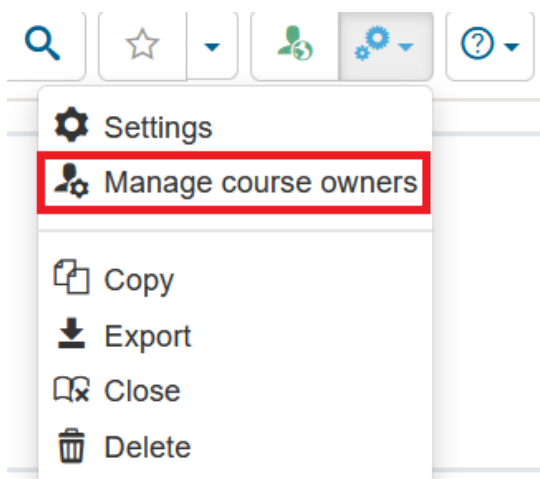 Settings
Manage course owners
Copy
Export
Close
Delete